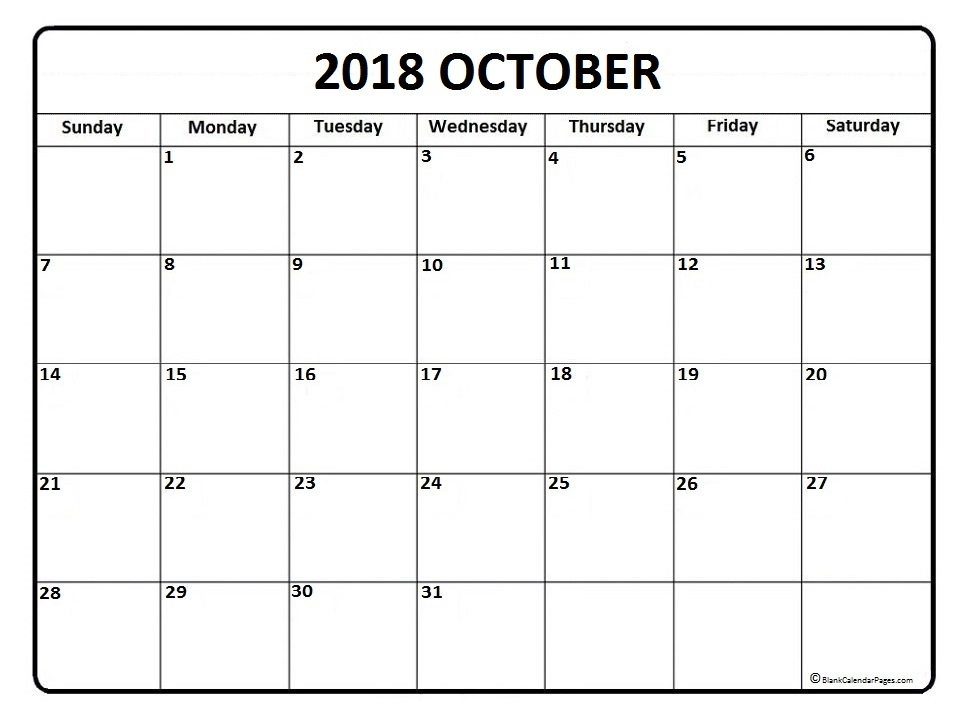 2018 OCTOBER
Sunday Monday Tuesday Wednesday Thursday Friday Saturday
1 2 3 4 5 6
7 8 9 10 11 12 13
14 15 16 17 18 19 20
21 22 23 24 25 26 27
28 29 30 31
©BlankCalendarPages.com